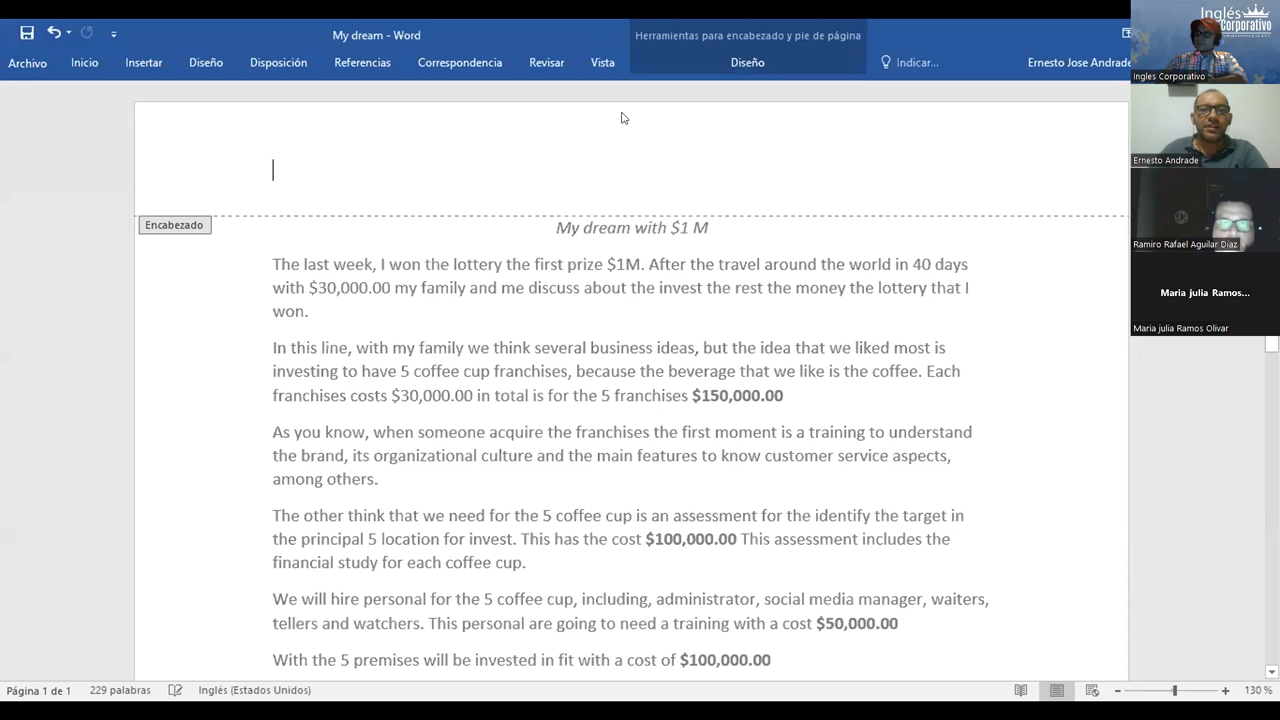 My dream - Word
Herramientas para encabezado y pie de página
Archivo Inicio Insertar Diseño Disposición Referencias Correspondencia Revisar Vista Diseño Indicar... Ernesto Jose Andrade
Inglés
Corporativo
Ingles Corporativo
Ernesto Andrade
Ramiro Rafael Aguilar Díaz
Maria julia Ramos...
Maria julia Ramos Olivar
Encabezado
My dream with $1 M
The last week, I won the lottery the first prize $1M. After the travel around the world in 40 days
with $30,000.00 my family and me discuss about the invest the rest the money the lottery that I
won.
In this line, with my family we think several business ideas, but the idea that we liked most is
investing to have 5 coffee cup franchises, because the beverage that we like is the coffee. Each
franchises costs $30,000.00 in total is for the 5 franchises $150,000.00
As you know, when someone acquire the franchises the first moment is a training to understand
the brand, its organizational culture and the main features to know customer service aspects,
among others.
The other think that we need for the 5 coffee cup is an assessment for the identify the target in
the principal 5 location for invest. This has the cost $100,000.00 This assessment includes the
financial study for each coffee cup.
We will hire personal for the 5 coffee cup, including, administrator, social media manager, waiters,
tellers and watchers. This personal are going to need a training with a cost $50,000.00
With the 5 premises will be invested in fit with a cost of $100,000.00
Página 1 de 1 229 palabras Inglés (Estados Unidos) 130 %